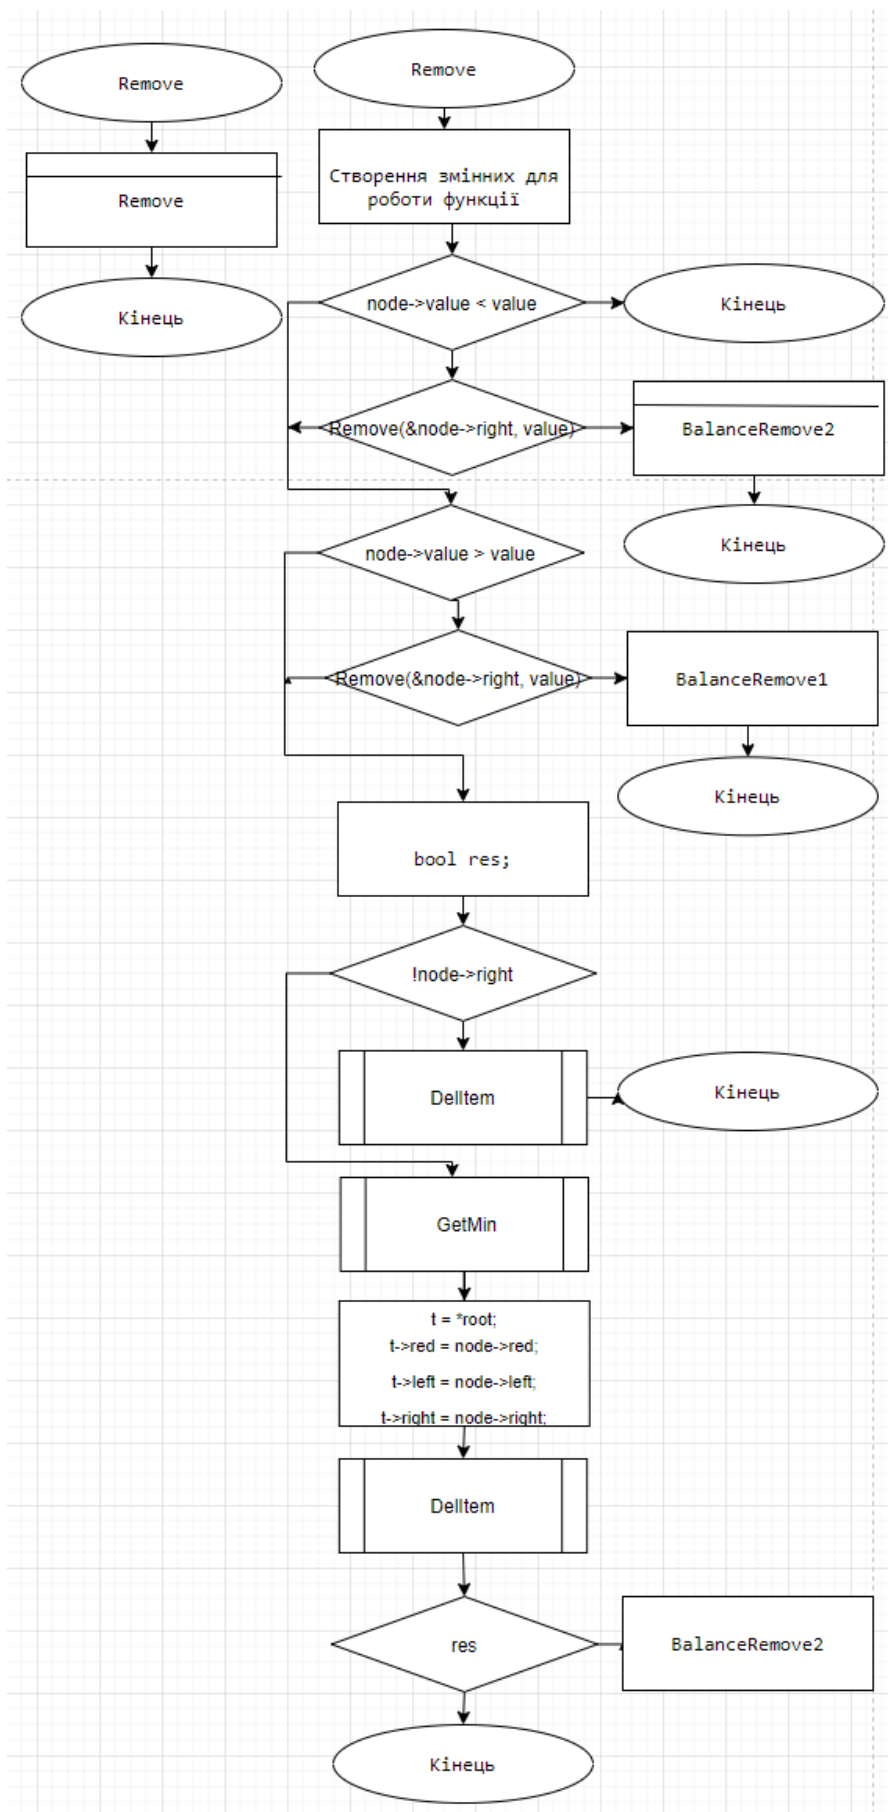 Remove
Remove
Кінець
Remove
Створення змінних для
роботи функції
node->value < value
Кінець
Remove(&node->right, value)
BalanceRemove2
Кінець
node->value > value
Remove(&node->right, value)
BalanceRemove1
Кінець
bool res;
!node->right
DelItem
Кінець
GetMin
t = *root;
t->red = node->red;
t->left = node->left;
t->right = node->right;
DelItem
res
BalanceRemove2
Кінець